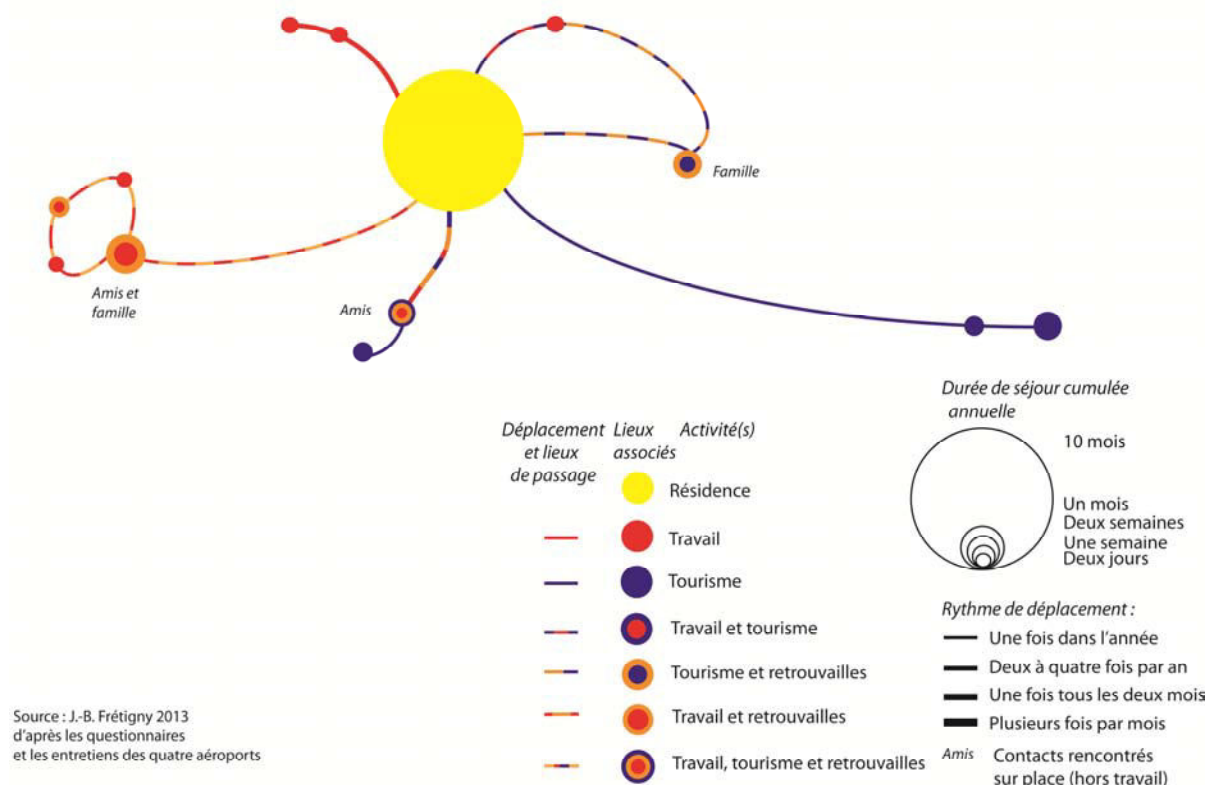 Famille
Amis et
famille
Amis
Déplacement
et lieux
de passage
Lieux
associés
Activité(s)
Résidence
Travail
Tourisme
Travail et tourisme
Tourisme et retrouvailles
Travail et retrouvailles
Travail, tourisme et retrouvailles
Durée de séjour cumulée
annuelle
10 mois
Un mois
Deux semaines
Une semaine
Deux jours
Rythme de déplacement :
Une fois dans l'année
Deux à quatre fois par an
Une fois tous les deux mois
Plusieurs fois par mois
Amis Contacts rencontrés
sur place (hors travail)
Source : J.-B. Frétigny 2013
d'après les questionnaires
et les entretiens des quatre aéroports